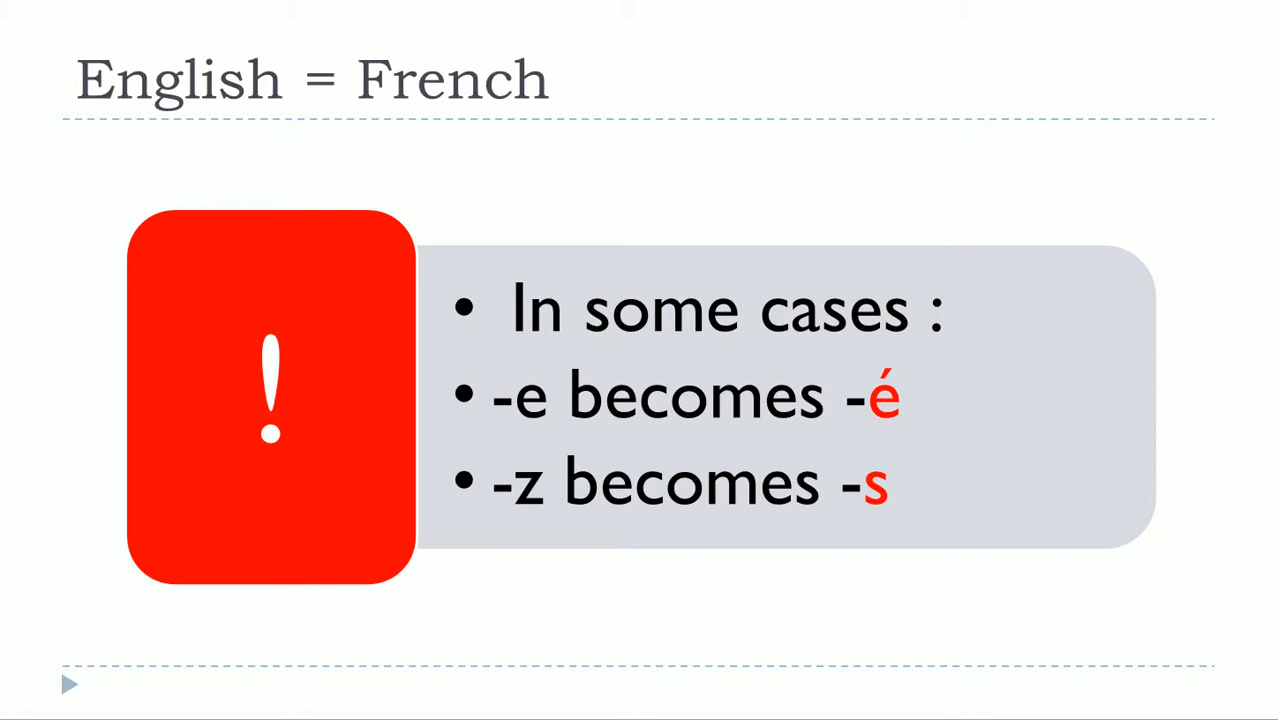 English = French
!
• In some cases :
• -e becomes -é
• -z becomes -s